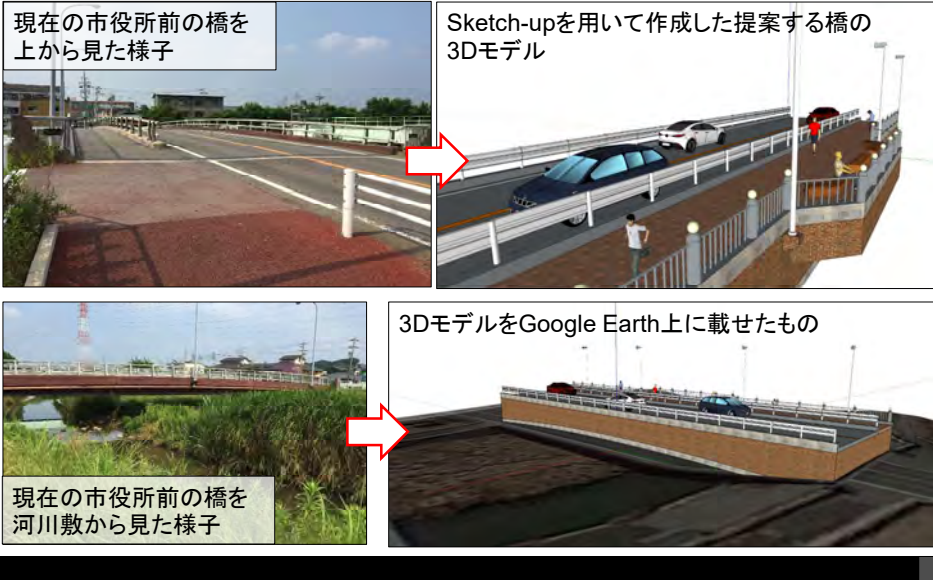 現在の市役所前の橋を
上から見た様子
Sketch-upを用いて作成した提案する橋の
3Dモデル
現在の市役所前の橋を
河川敷から見た様子
3DモデルをGoogle Earth上に載せたもの